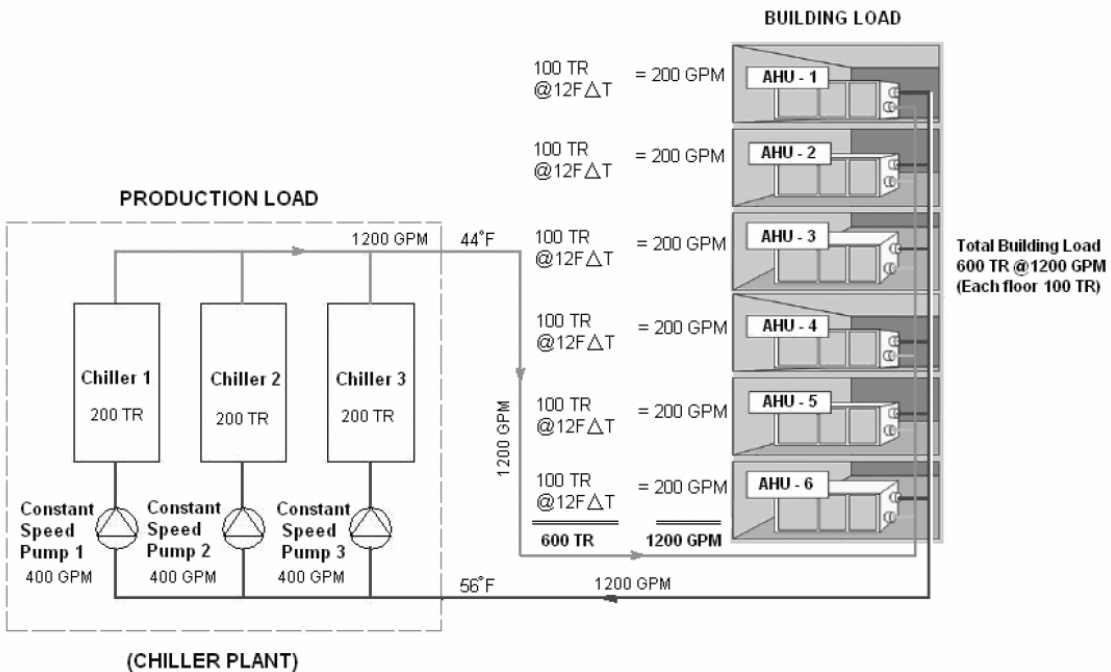 BUILDING LOAD
100 TR
@12F△T
= 200 GPM
AHU - 1
100 TR
@12F△T
= 200 GPM
AHU - 2
PRODUCTION LOAD
1200 GPM
44°F
100 TR
@12F△T
= 200 GPM
AHU - 3
Total Building Load
600 TR @1200 GPM
(Each floor 100 TR)
Chiller 1
200 TR
Chiller 2
200 TR
Chiller 3
200 TR
100 TR
@12F△T
= 200 GPM
AHU - 4
100 TR
@12F△T
= 200 GPM
AHU - 5
1200 GPM
100 TR
@12F△T
= 200 GPM
AHU - 6
600 TR
1200 GPM
Constant
Speed
Pump 1
400 GPM
Constant
Speed
Pump 2
400 GPM
Constant
Speed
Pump 3
400 GPM
56°F
1200 GPM
(CHILLER PLANT)